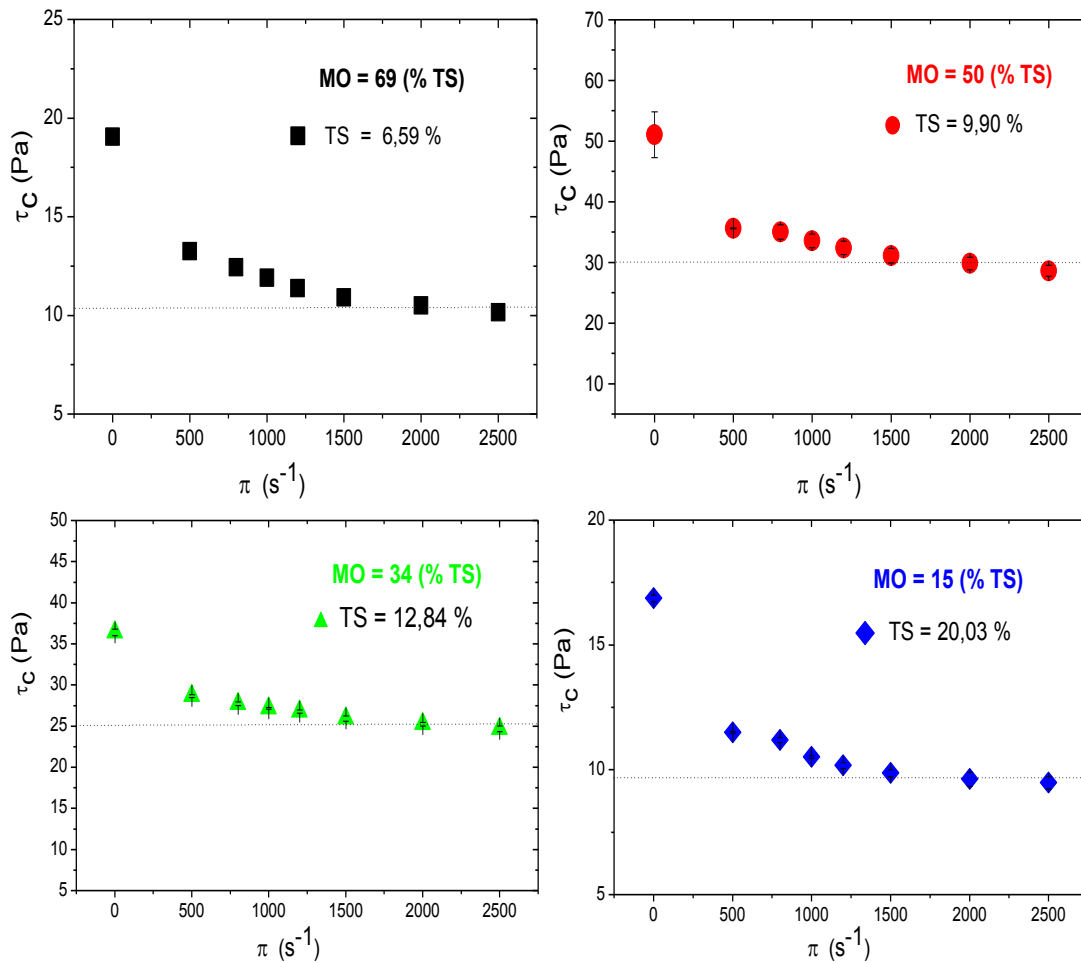 25
20
15
10
5
τC (Pa)
MO = 69 (% TS)
TS = 6,59 %
0 500 1000 1500 2000 2500
π (s-1)
70
60
50
40
30
20
10
τC (Pa)
MO = 50 (% TS)
TS = 9,90 %
0 500 1000 1500 2000 2500
π (s-1)
50
45
40
35
30
25
20
15
10
5
τC (Pa)
MO = 34 (% TS)
TS = 12,84 %
0 500 1000 1500 2000 2500
π (s-1)
20
15
10
5
τC (Pa)
MO = 15 (% TS)
TS = 20,03 %
0 500 1000 1500 2000 2500
π (s-1)